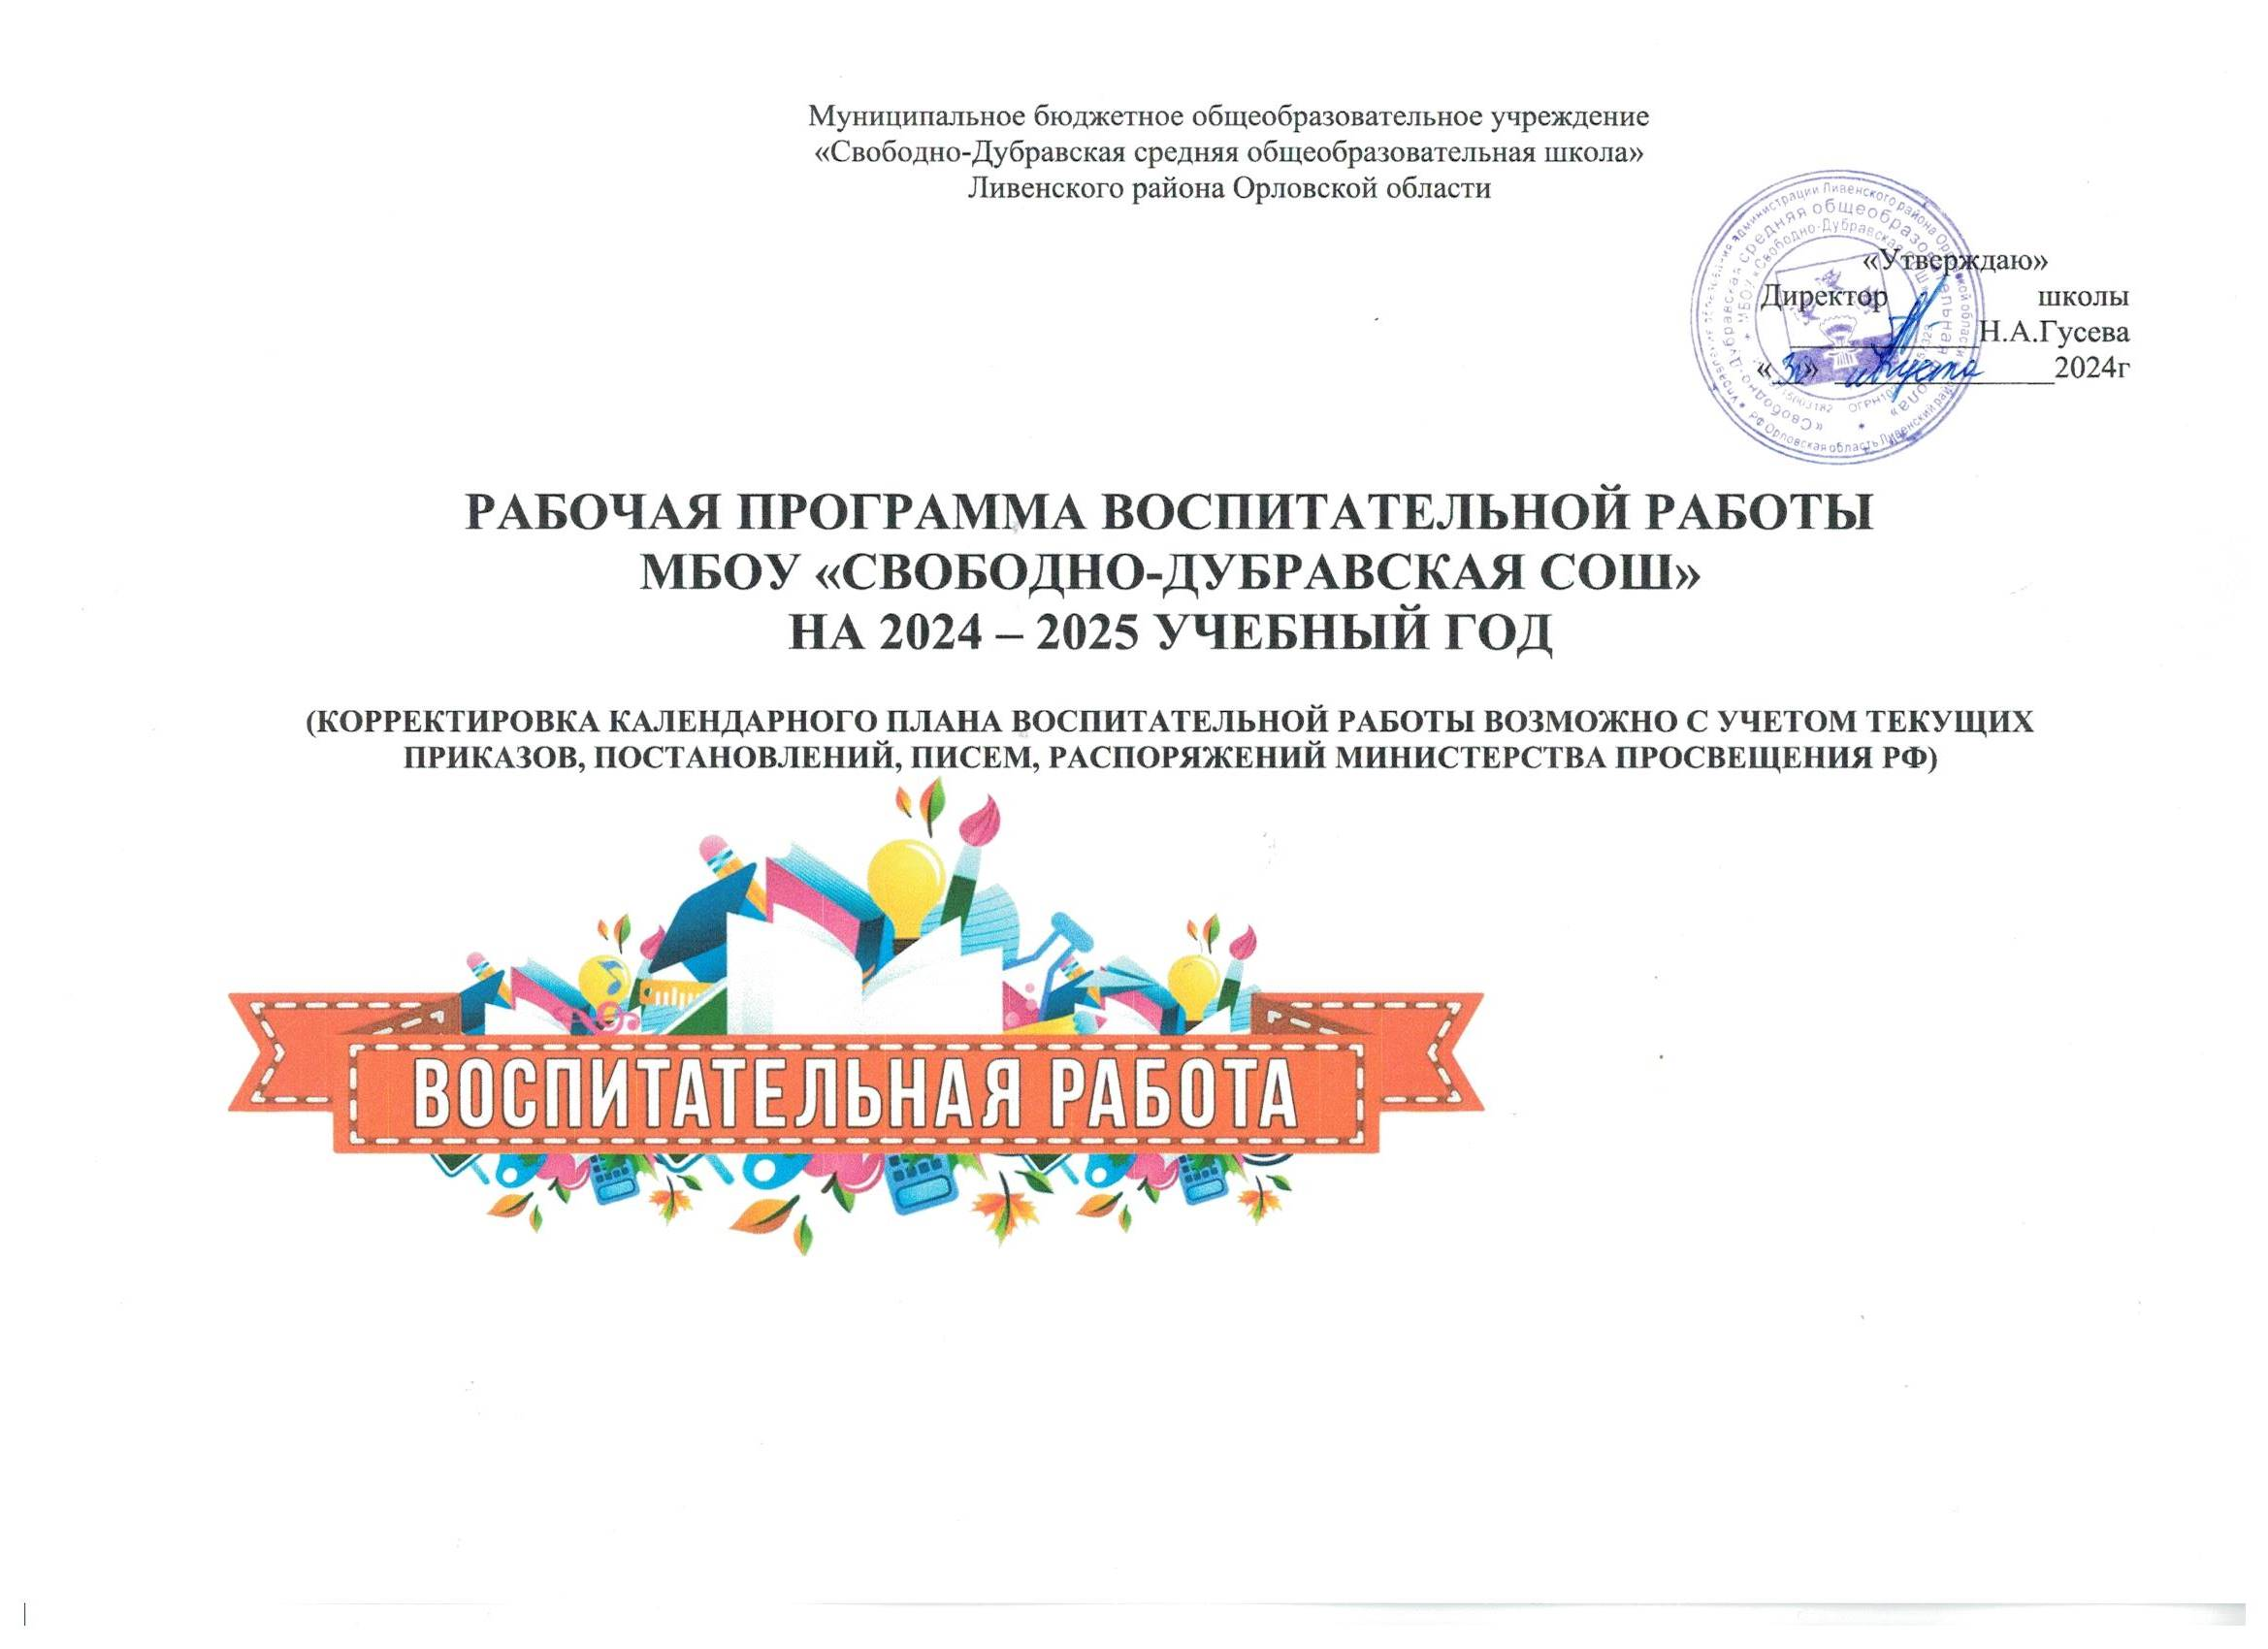 Муниципальное бюджетное общеобразовательное учреждение
«Свободно-Дубравская средняя общеобразовательная школа»
Ливенского района Орловской области
«Утверждаю»
Директор школы
Н.А.Гусева
« » августа 2024г
РАБОЧАЯ ПРОГРАММА ВОСПИТАТЕЛЬНОЙ РАБОТЫ
МБОУ «СВОБОДНО-ДУБРАВСКАЯ СОШ»
НА 2024 – 2025 УЧЕБНЫЙ ГОД
(КОРРЕКТИРОВКА КАЛЕНДАРНОГО ПЛАНА ВОСПИТАТЕЛЬНОЙ РАБОТЫ ВОЗМОЖНО С УЧЕТОМ ТЕКУЩИХ
ПРИКАЗОВ, ПОСТАНОВЛЕНИЙ, ПИСЕМ, РАСПОРЯЖЕНИЙ МИНИСТЕРСТВА ПРОСВЕЩЕНИЯ РФ)
ВОСПИТАТЕЛЬНАЯ РАБОТА